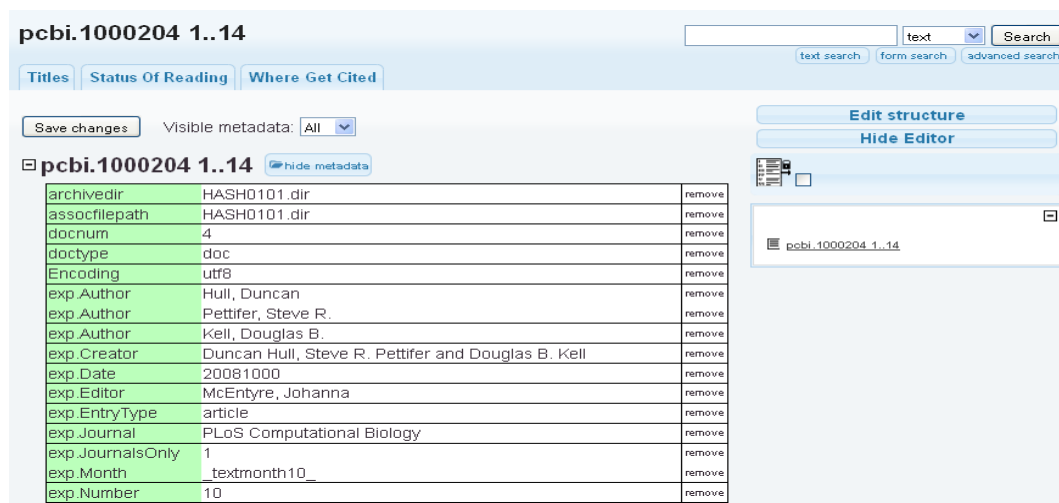 pcbi.1000204 1..14
text Search
text search form search advanced search
Titles Status Of Reading Where Get Cited
Save changes Visible metadata: All
Edit structure
Hide Editor
pcbi.1000204 1..14 hide metadata
archivedir HASH0101.dir remove
assocfilepath HASH0101.dir remove
docnum 4 remove
doctype doc remove
Encoding utf8 remove
exp.Author Hull, Duncan remove
exp.Author Pettifer, Steve R. remove
exp.Author Kell, Douglas B. remove
exp.Creator Duncan Hull, Steve R. Pettifer and Douglas B. Kell remove
exp.Date 20081000 remove
exp.Editor McEntyre, Johanna remove
exp.EntryType article remove
exp.Journal PLoS Computational Biology remove
exp.JournalsOnly 1 remove
exp.Month _textmonth10_ remove
exp.Number 10 remove
pcbi.1000204 1..14